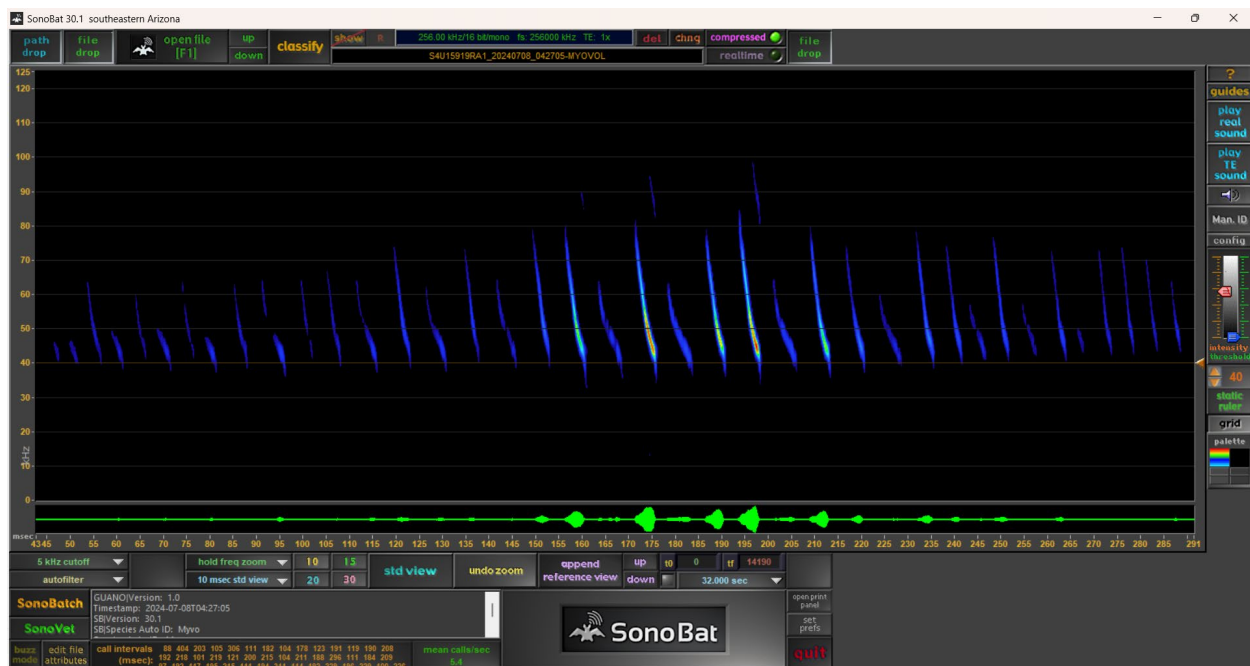 SonoBat 30.1 southeastern Arizona
path drop
file drop
open file [F1]
up
down
classify
show
R:
256.00 kHz/16 bit/mono fs: 256000 kHz TE: 1x
S4U15919RA1_20240708_042705-MYOVOL
del
chng
compressed
realtime
file drop
125-
120-
110-
100-
90-
80-
70-
60-
50-
40-
30-
20-
10-
0-
kHz
msec
43 45 50 55 60 65 70 75 80 85 90 95 100 105 110 115 120 125 130 135 140 145 150 155 160 165 170 175 180 185 190 195 200 205 210 215 220 225 230 235 240 245 250 255 260 265 270 275 280 285 291
?
guides
play real sound
play TE sound
Man. ID
config
intensity threshold
40
static ruler
grid
palette
5 kHz cutoff
autofilter
hold freq zoom
10 msec std view
10 15
20 30
std view
undo zoom
append reference view
up
down
t0 0 tf 14190
32.000 sec
SonoBatch
SonoVet
GUANO|Version: 1.0
Timestamp: 2024-07-08T04:27:05
SB|Version: 30.1
SB|Species Auto ID: Myvo
SonoBat
open print panel
set prefs
quit
buzz mode
edit file attributes
call intervals (msec):
88 404 203 105 306 111 182 184 178 123 191 119 190 208
192 218 101 219 121 200 215 104 211 188 296 111 184 209
mean calls/sec
5.4